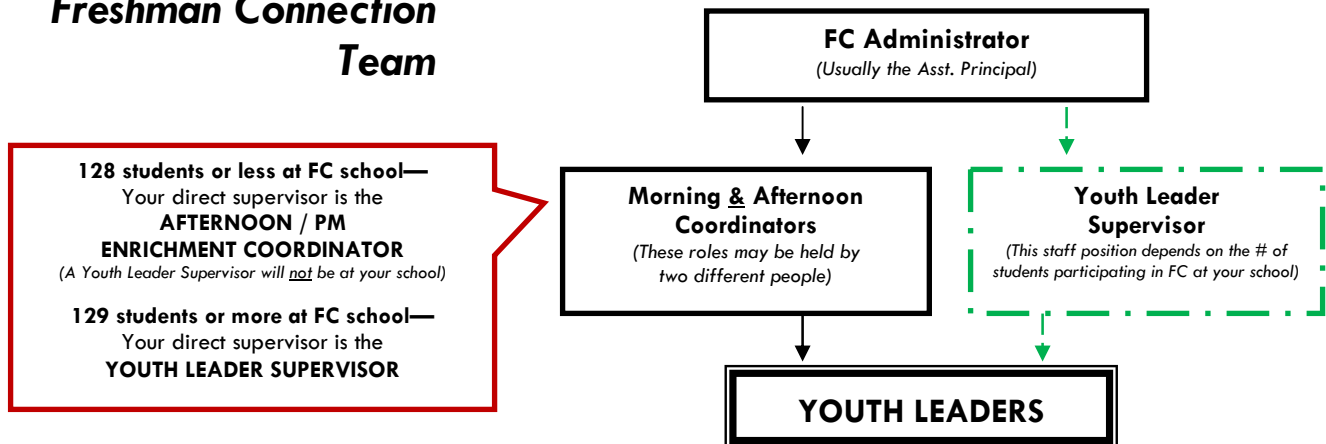 Freshman Connection
Team
FC Administrator
(Usually the Asst. Principal)
128 students or less at FC school—
Your direct supervisor is the
AFTERNOON / PM
ENRICHMENT COORDINATOR
(A Youth Leader Supervisor will not be at your school)
129 students or more at FC school—
Your direct supervisor is the
YOUTH LEADER SUPERVISOR
Morning & Afternoon
Coordinators
(These roles may be held by
two different people)
Youth Leader
Supervisor
(This staff position depends on the # of
students participating in FC at your school)
YOUTH LEADERS